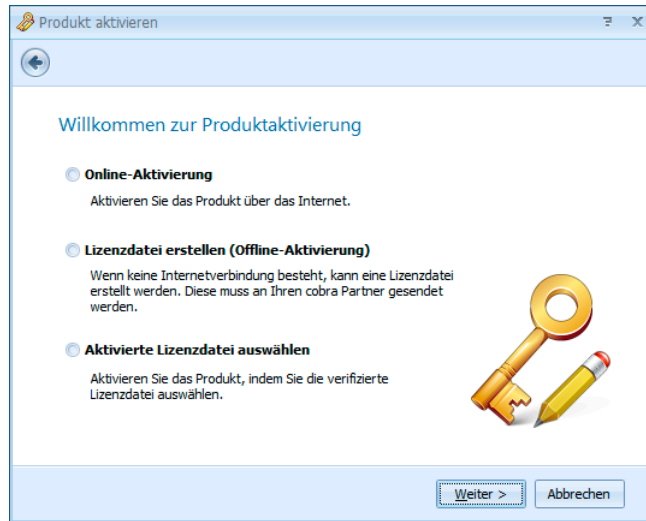 Produkt aktivieren
Willkommen zur Produktaktivierung
Online-Aktivierung
Aktivieren Sie das Produkt über das Internet.
Lizenzdatei erstellen (Offline-Aktivierung)
Wenn keine Internetverbindung besteht, kann eine Lizenzdatei
erstellt werden. Diese muss an Ihren cobra Partner gesendet
werden.
Aktivierte Lizenzdatei auswählen
Aktivieren Sie das Produkt, indem Sie die verifizierte
Lizenzdatei auswählen.
Weiter >
Abbrechen